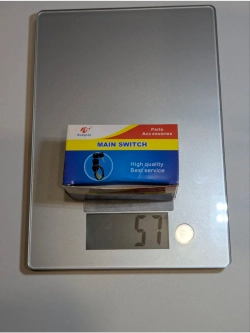 Parts
Accessories
MAIN SWITCH
High quality
Best service
57